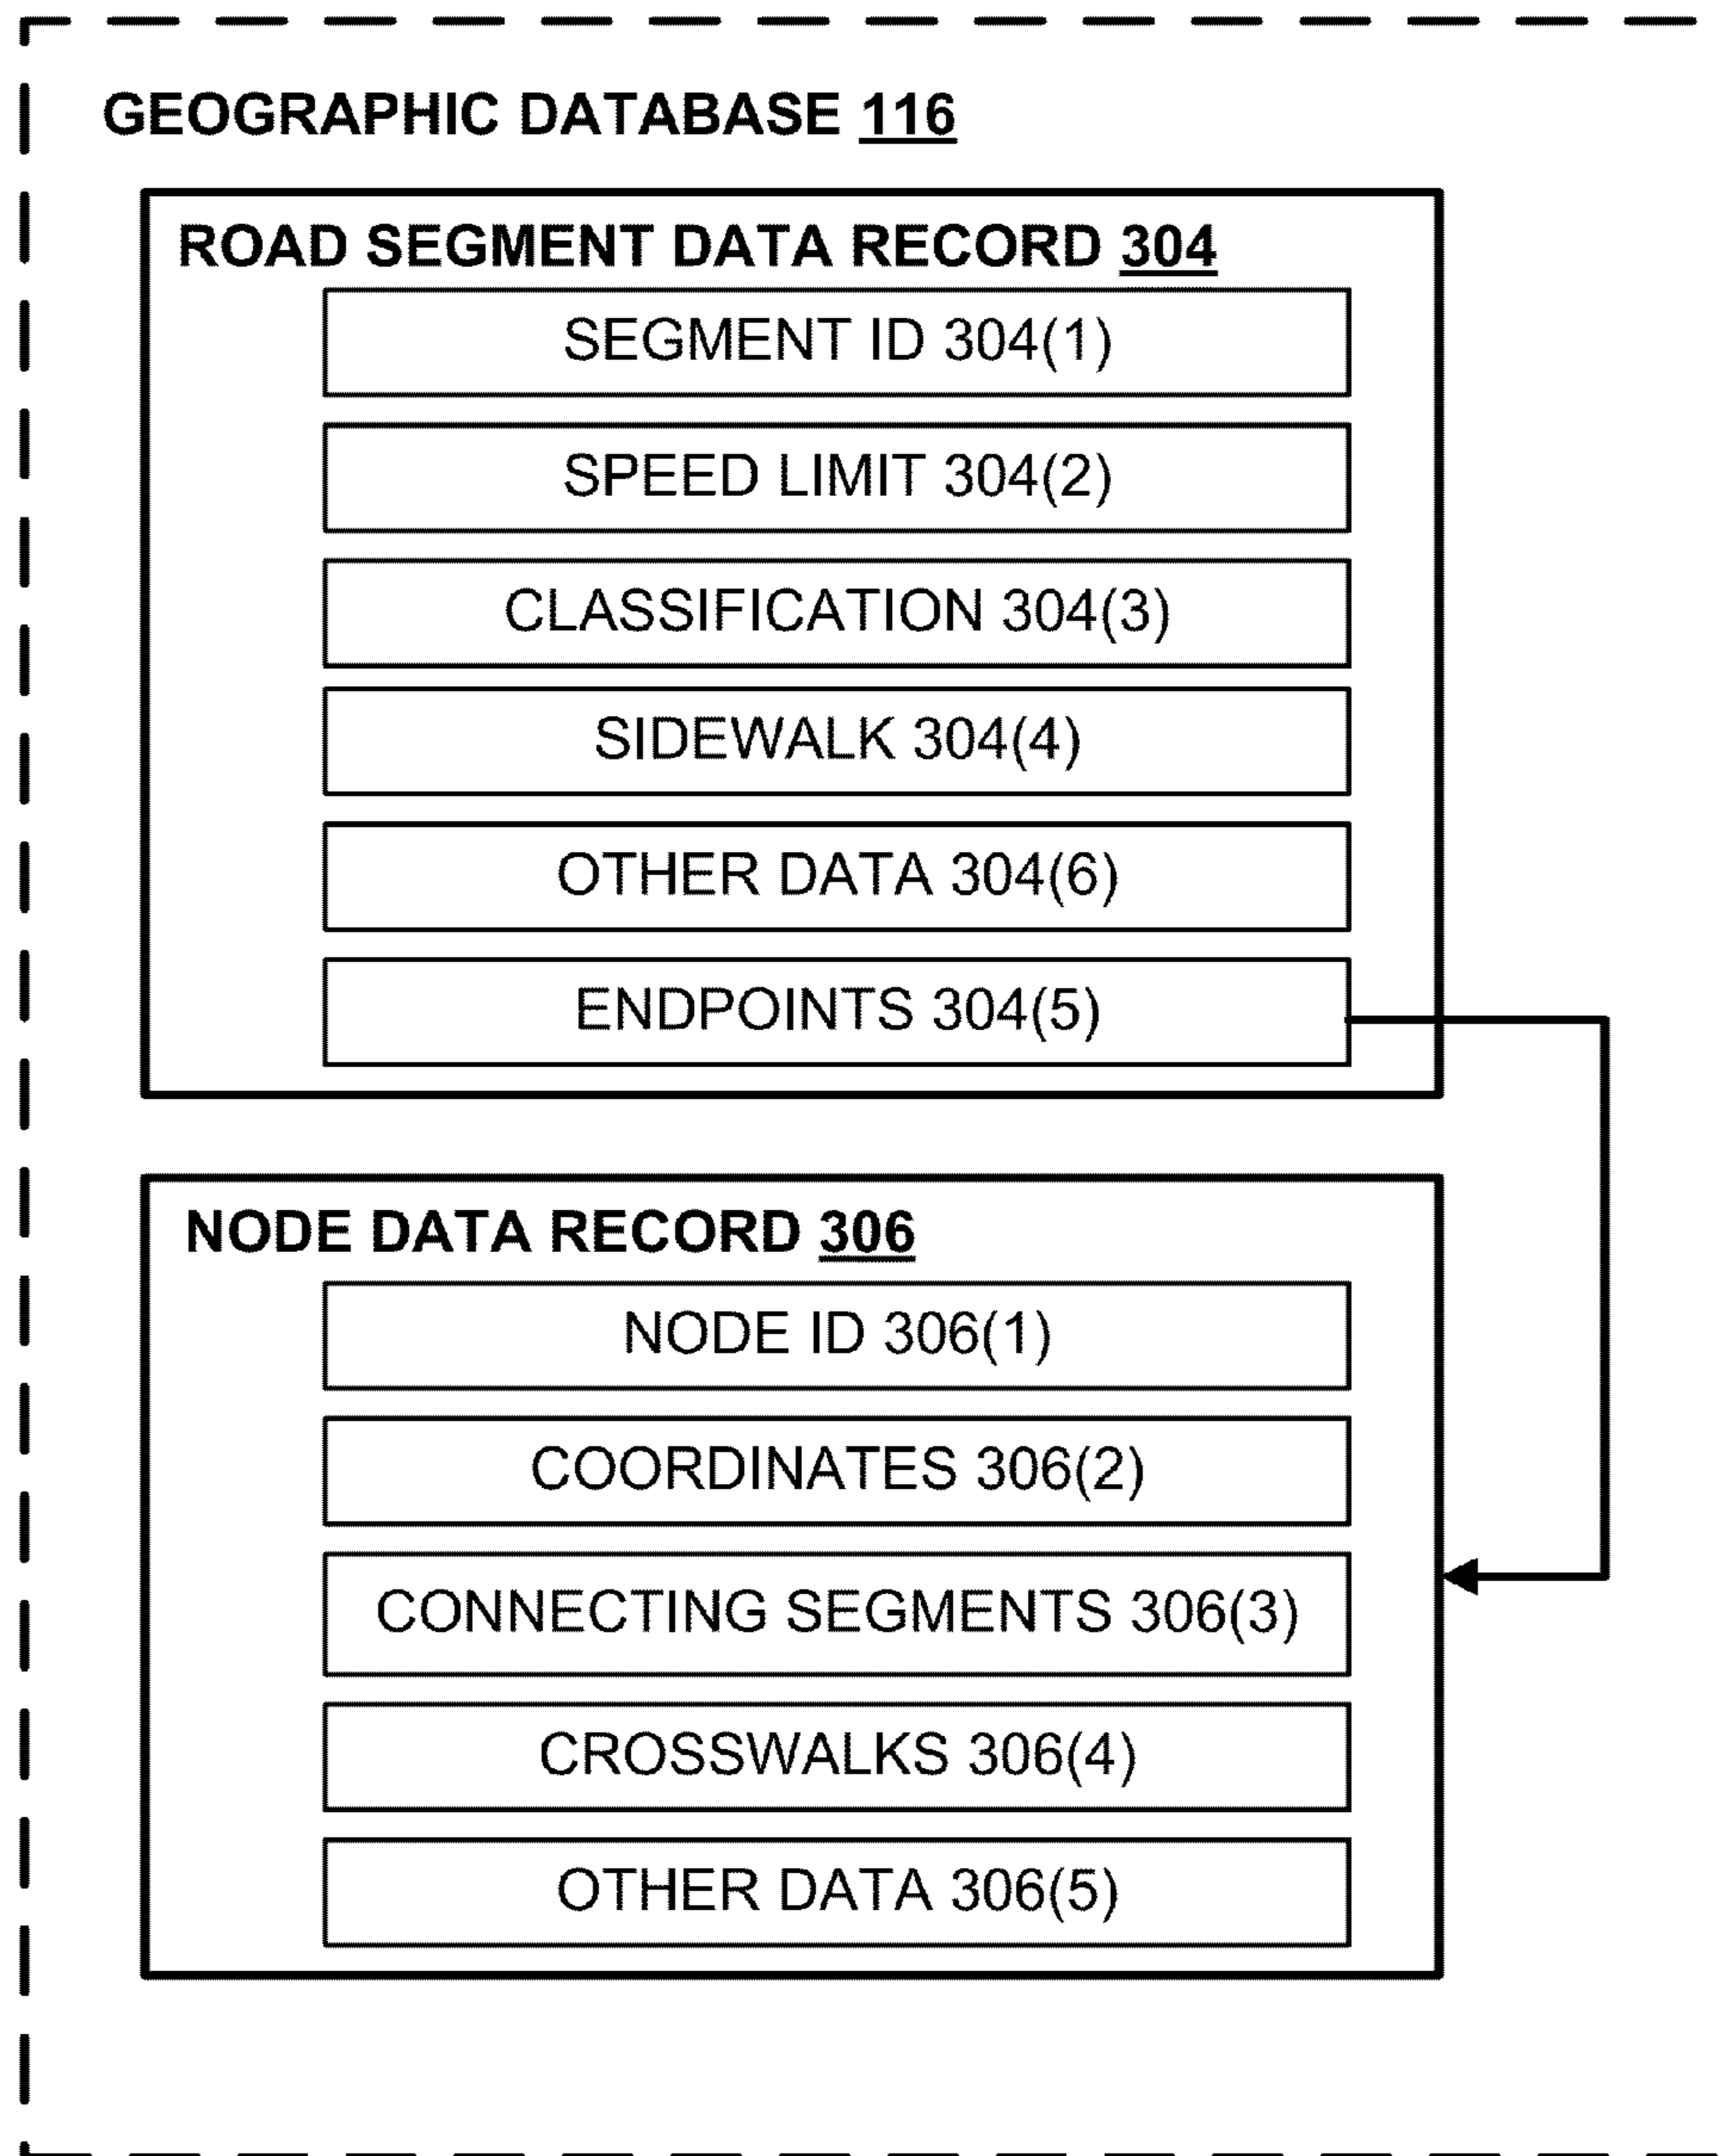 GEOGRAPHIC DATABASE 116
ROAD SEGMENT DATA RECORD 304
SEGMENT ID 304(1)
SPEED LIMIT 304(2)
CLASSIFICATION 304(3)
SIDEWALK 304(4)
OTHER DATA 304(6)
ENDPOINTS 304(5)
NODE DATA RECORD 306
NODE ID 306(1)
COORDINATES 306(2)
CONNECTING SEGMENTS 306(3)
CROSSWALKS 306(4)
OTHER DATA 306(5)